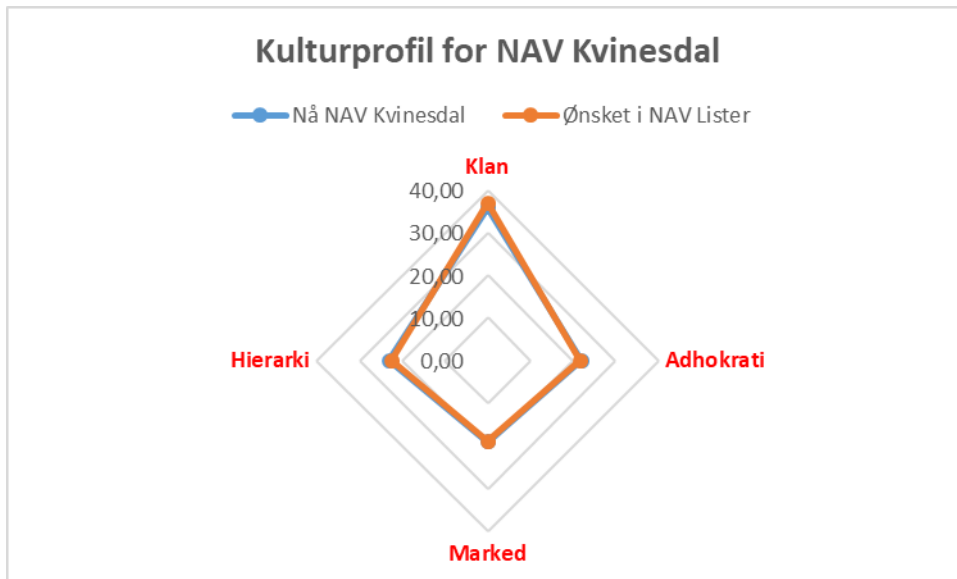 Kulturprofil for NAV Kvinesdal
Nå NAV Kvinesdal Ønsket i NAV Lister
Klan
40,00
30,00
20,00
10,00
Hierarki 0,00 Adhokrati
Marked